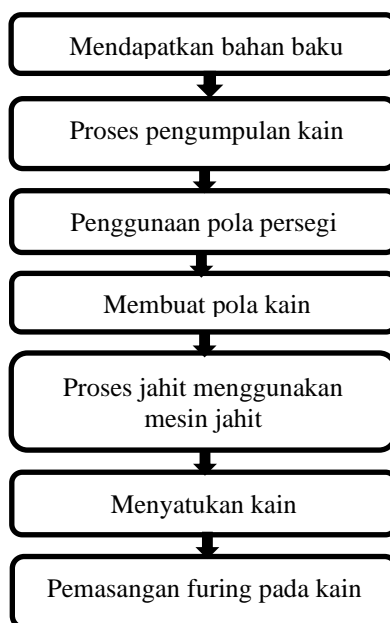 Mendapatkan bahan baku
Proses pengumpulan kain
Penggunaan pola persegi
Membuat pola kain
Proses jahit menggunakan
mesin jahit
Menyatukan kain
Pemasangan furing pada kain